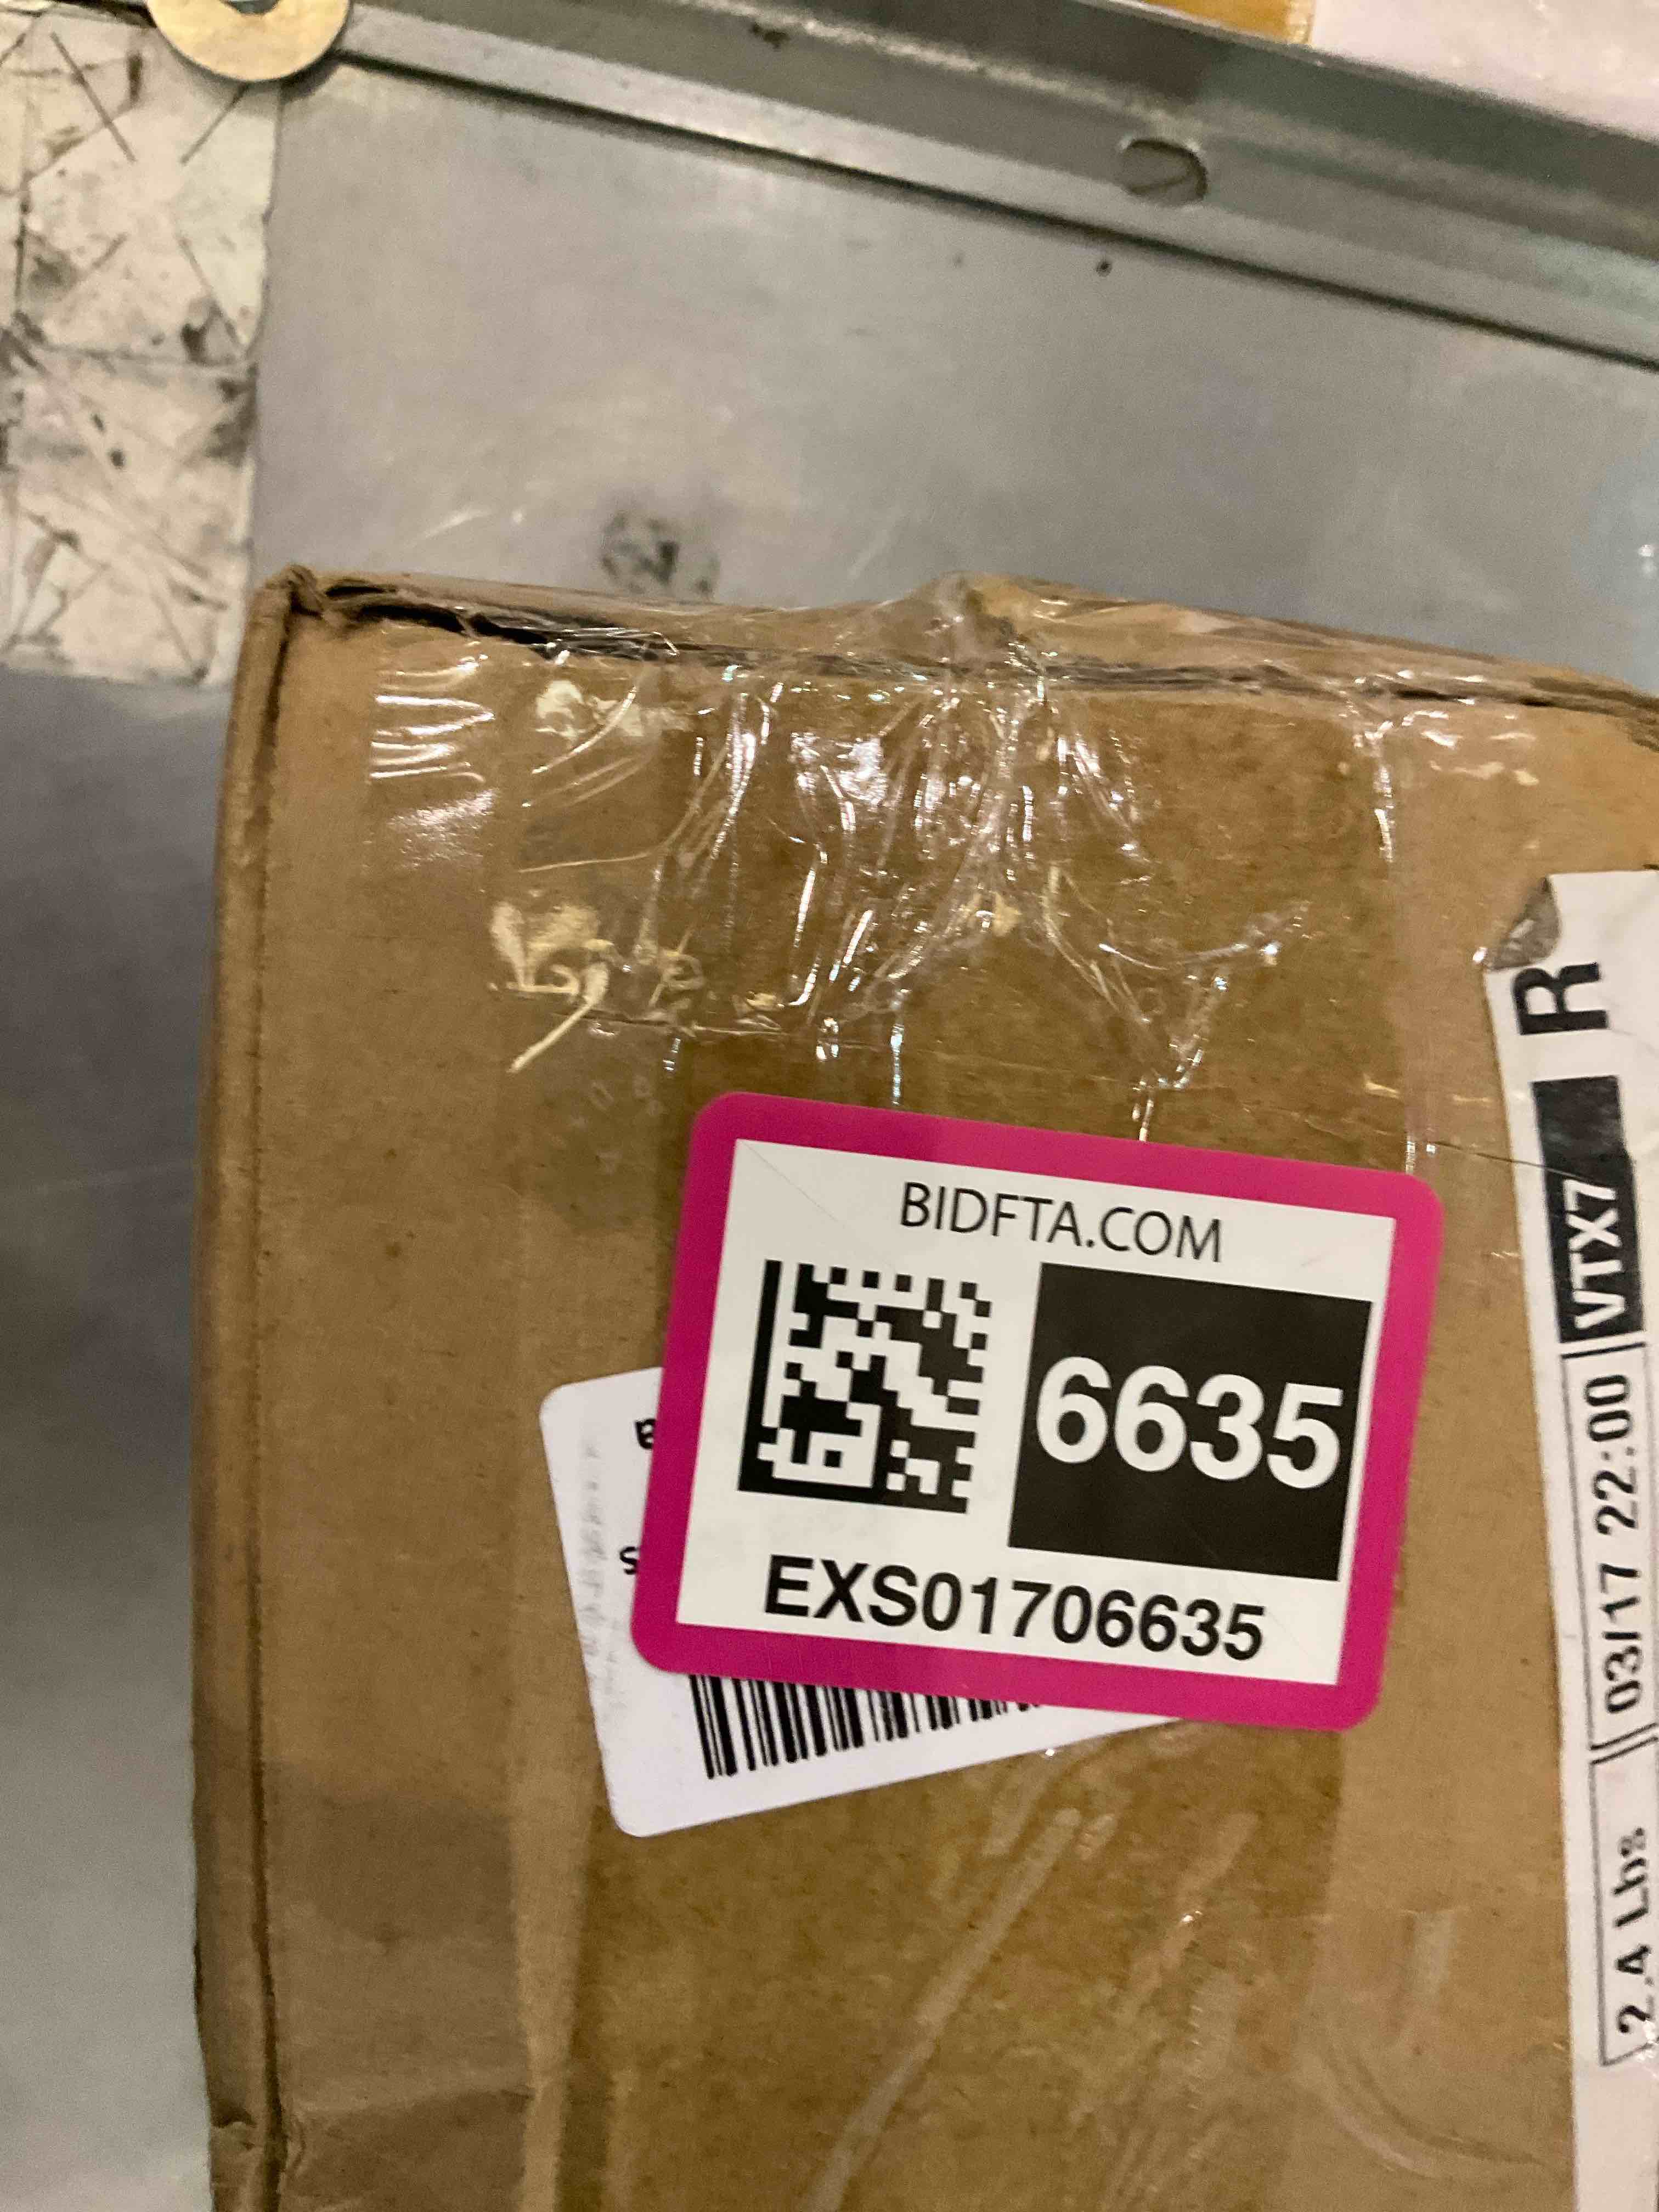 BIDFTA.COM
6635
EXS01706635
R
VTX7
03/17 22:00
2.4 Lbs